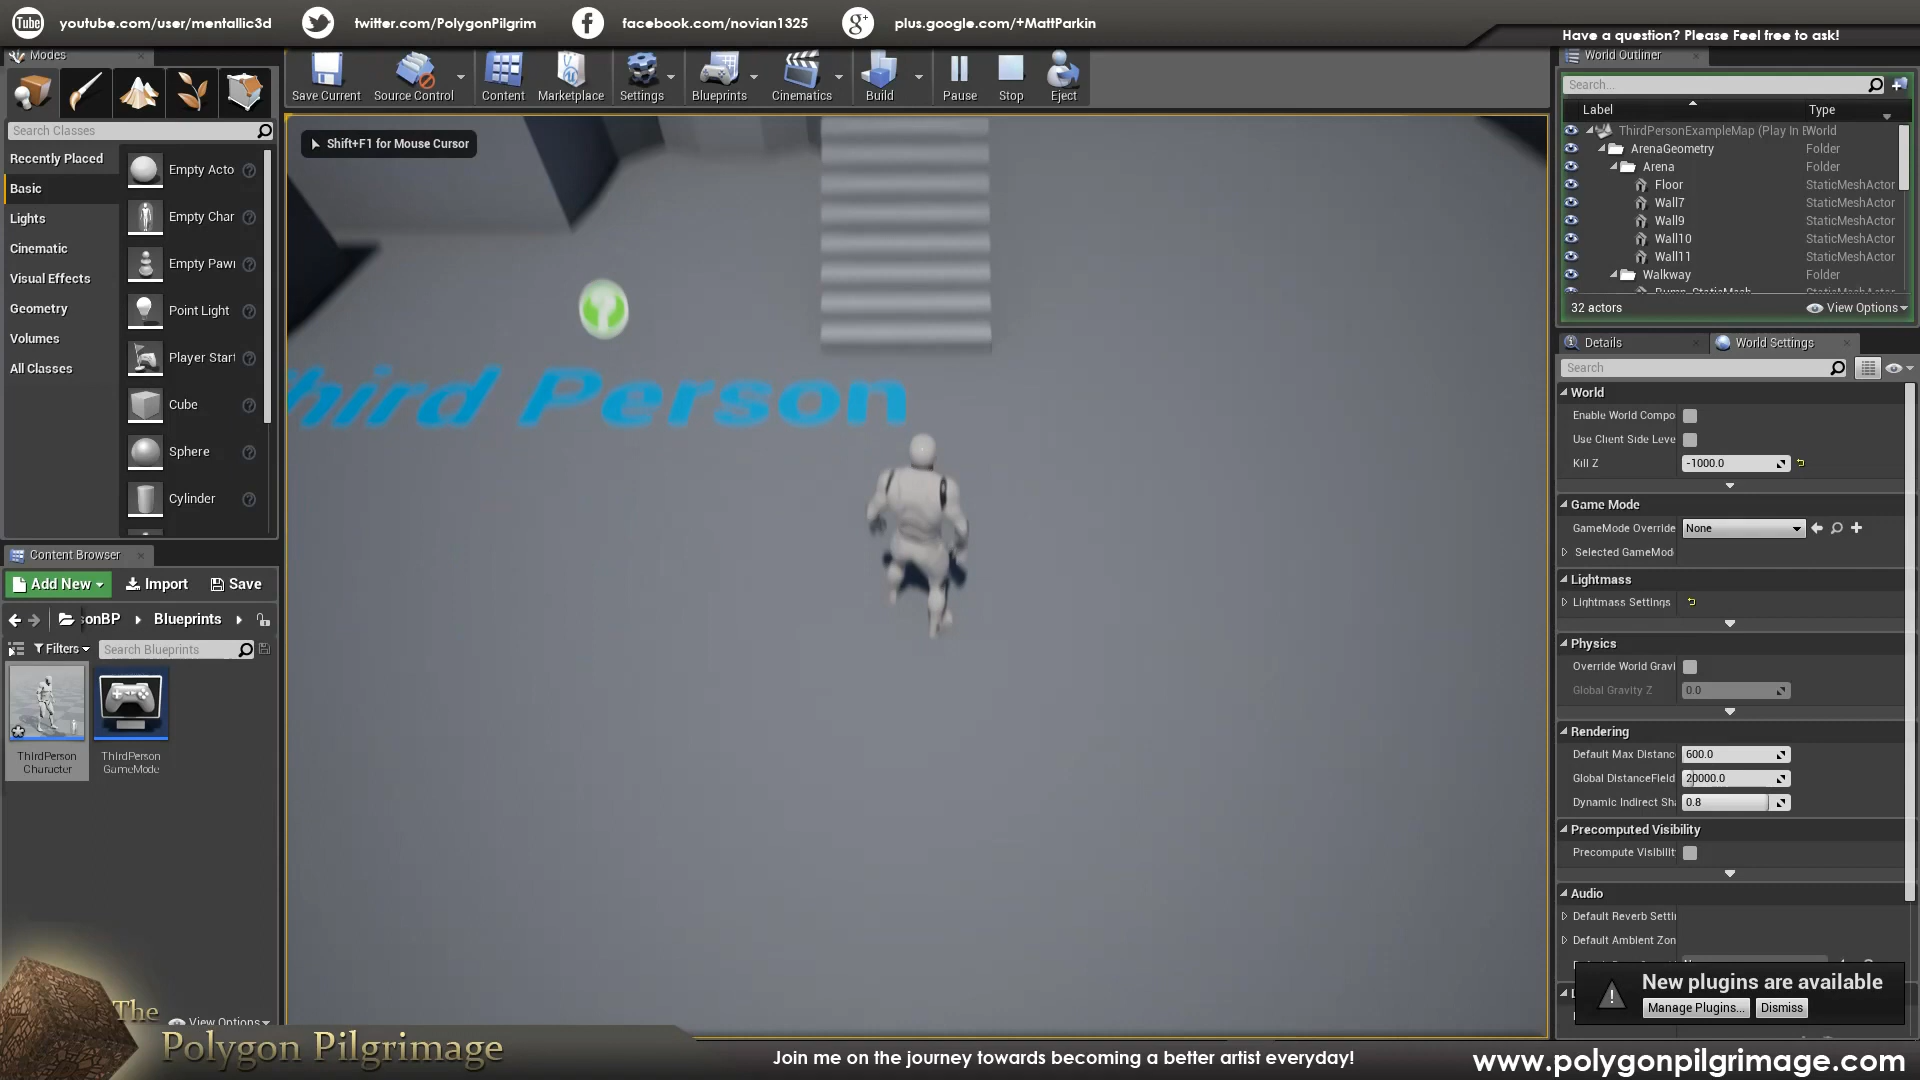 You Tube youtube.com/user/mentallic3d twitter.com/PolygonPilgrim facebook.com/novian1325 g+ plus.google.com/+MattParkin
Have a question? Please Feel free to ask!
Modes
Search Classes
Recently Placed
Basic
Lights
Cinematic
Visual Effects
Geometry
Volumes
All Classes
Empty Acto
Empty Char
Empty Pawn
Point Light
Player Start
Cube
Sphere
Cylinder
Save Current
Source Control
Content
Marketplace
Settings
Blueprints
Cinematics
Build
Pause
Stop
Eject
Shift+F1 for Mouse Cursor
hird Person
World Outliner
Search...
Label Type
ThirdPersonExampleMap (Play In E World
ArenaGeometry Folder
Arena Folder
Floor StaticMeshActor
Wall7 StaticMeshActor
Wall9 StaticMeshActor
Wall10 StaticMeshActor
Wall11 StaticMeshActor
Walkway Folder
32 actors View Options
Details World Settings
Search
World
Enable World Compo
Use Client Side Leve
Kill Z -1000.0
Game Mode
GameMode Override None
Selected GameMod
Lightmass
Lightmass Settings
Physics
Override World Gravi
Global Gravity Z 0.0
Rendering
Default Max Distanc 600.0
Global DistanceField 20000.0
Dynamic Indirect Sha 0.8
Precomputed Visibility
Precompute Visibilit
Audio
Default Reverb Setti
Default Ambient Zon
New plugins are available
Manage Plugins... Dismiss
Content Browser
Add New Import Save
sonBP Blueprints
Filters Search Blueprints
ThirdPerson
Character
ThirdPerson
GameMode
View Options
The
Polygon Pilgrimage
Join me on the journey towards becoming a better artist everyday!
www.polygonpilgrimage.com